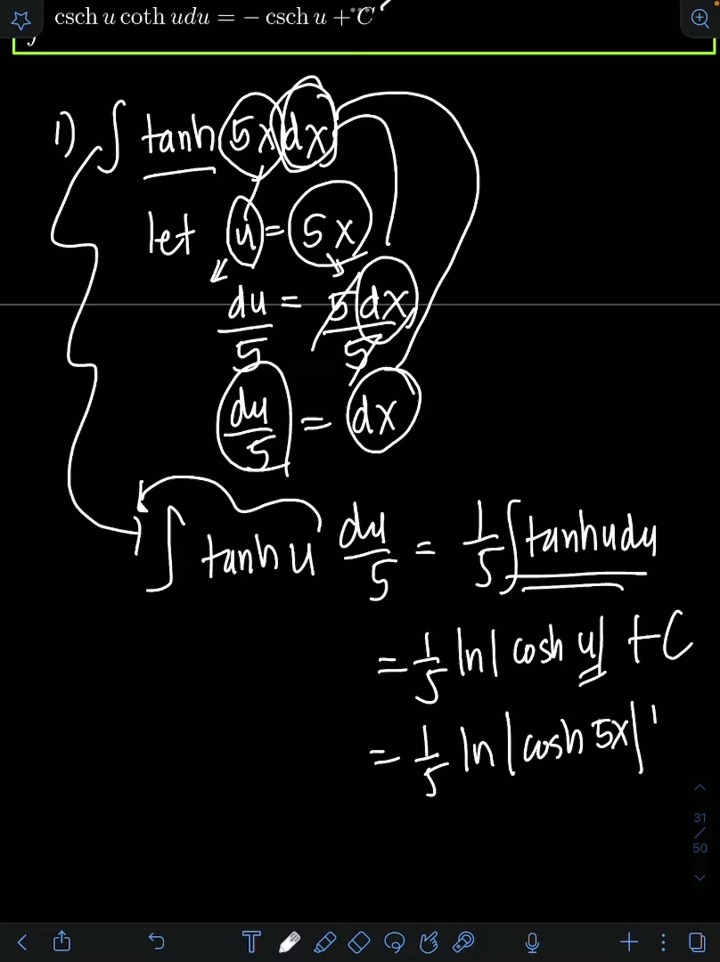 csch u coth udu = − csch u + C
1) ∫ tanh 5x dx
let u = 5x
du/5 = 5dx/5
du/5 = dx
∫ tanh u du/5 = 1/5 ∫ tanh u du
= 1/5 ln| cosh u| + C
= 1/5 ln |cosh 5x|
31
/
50
T